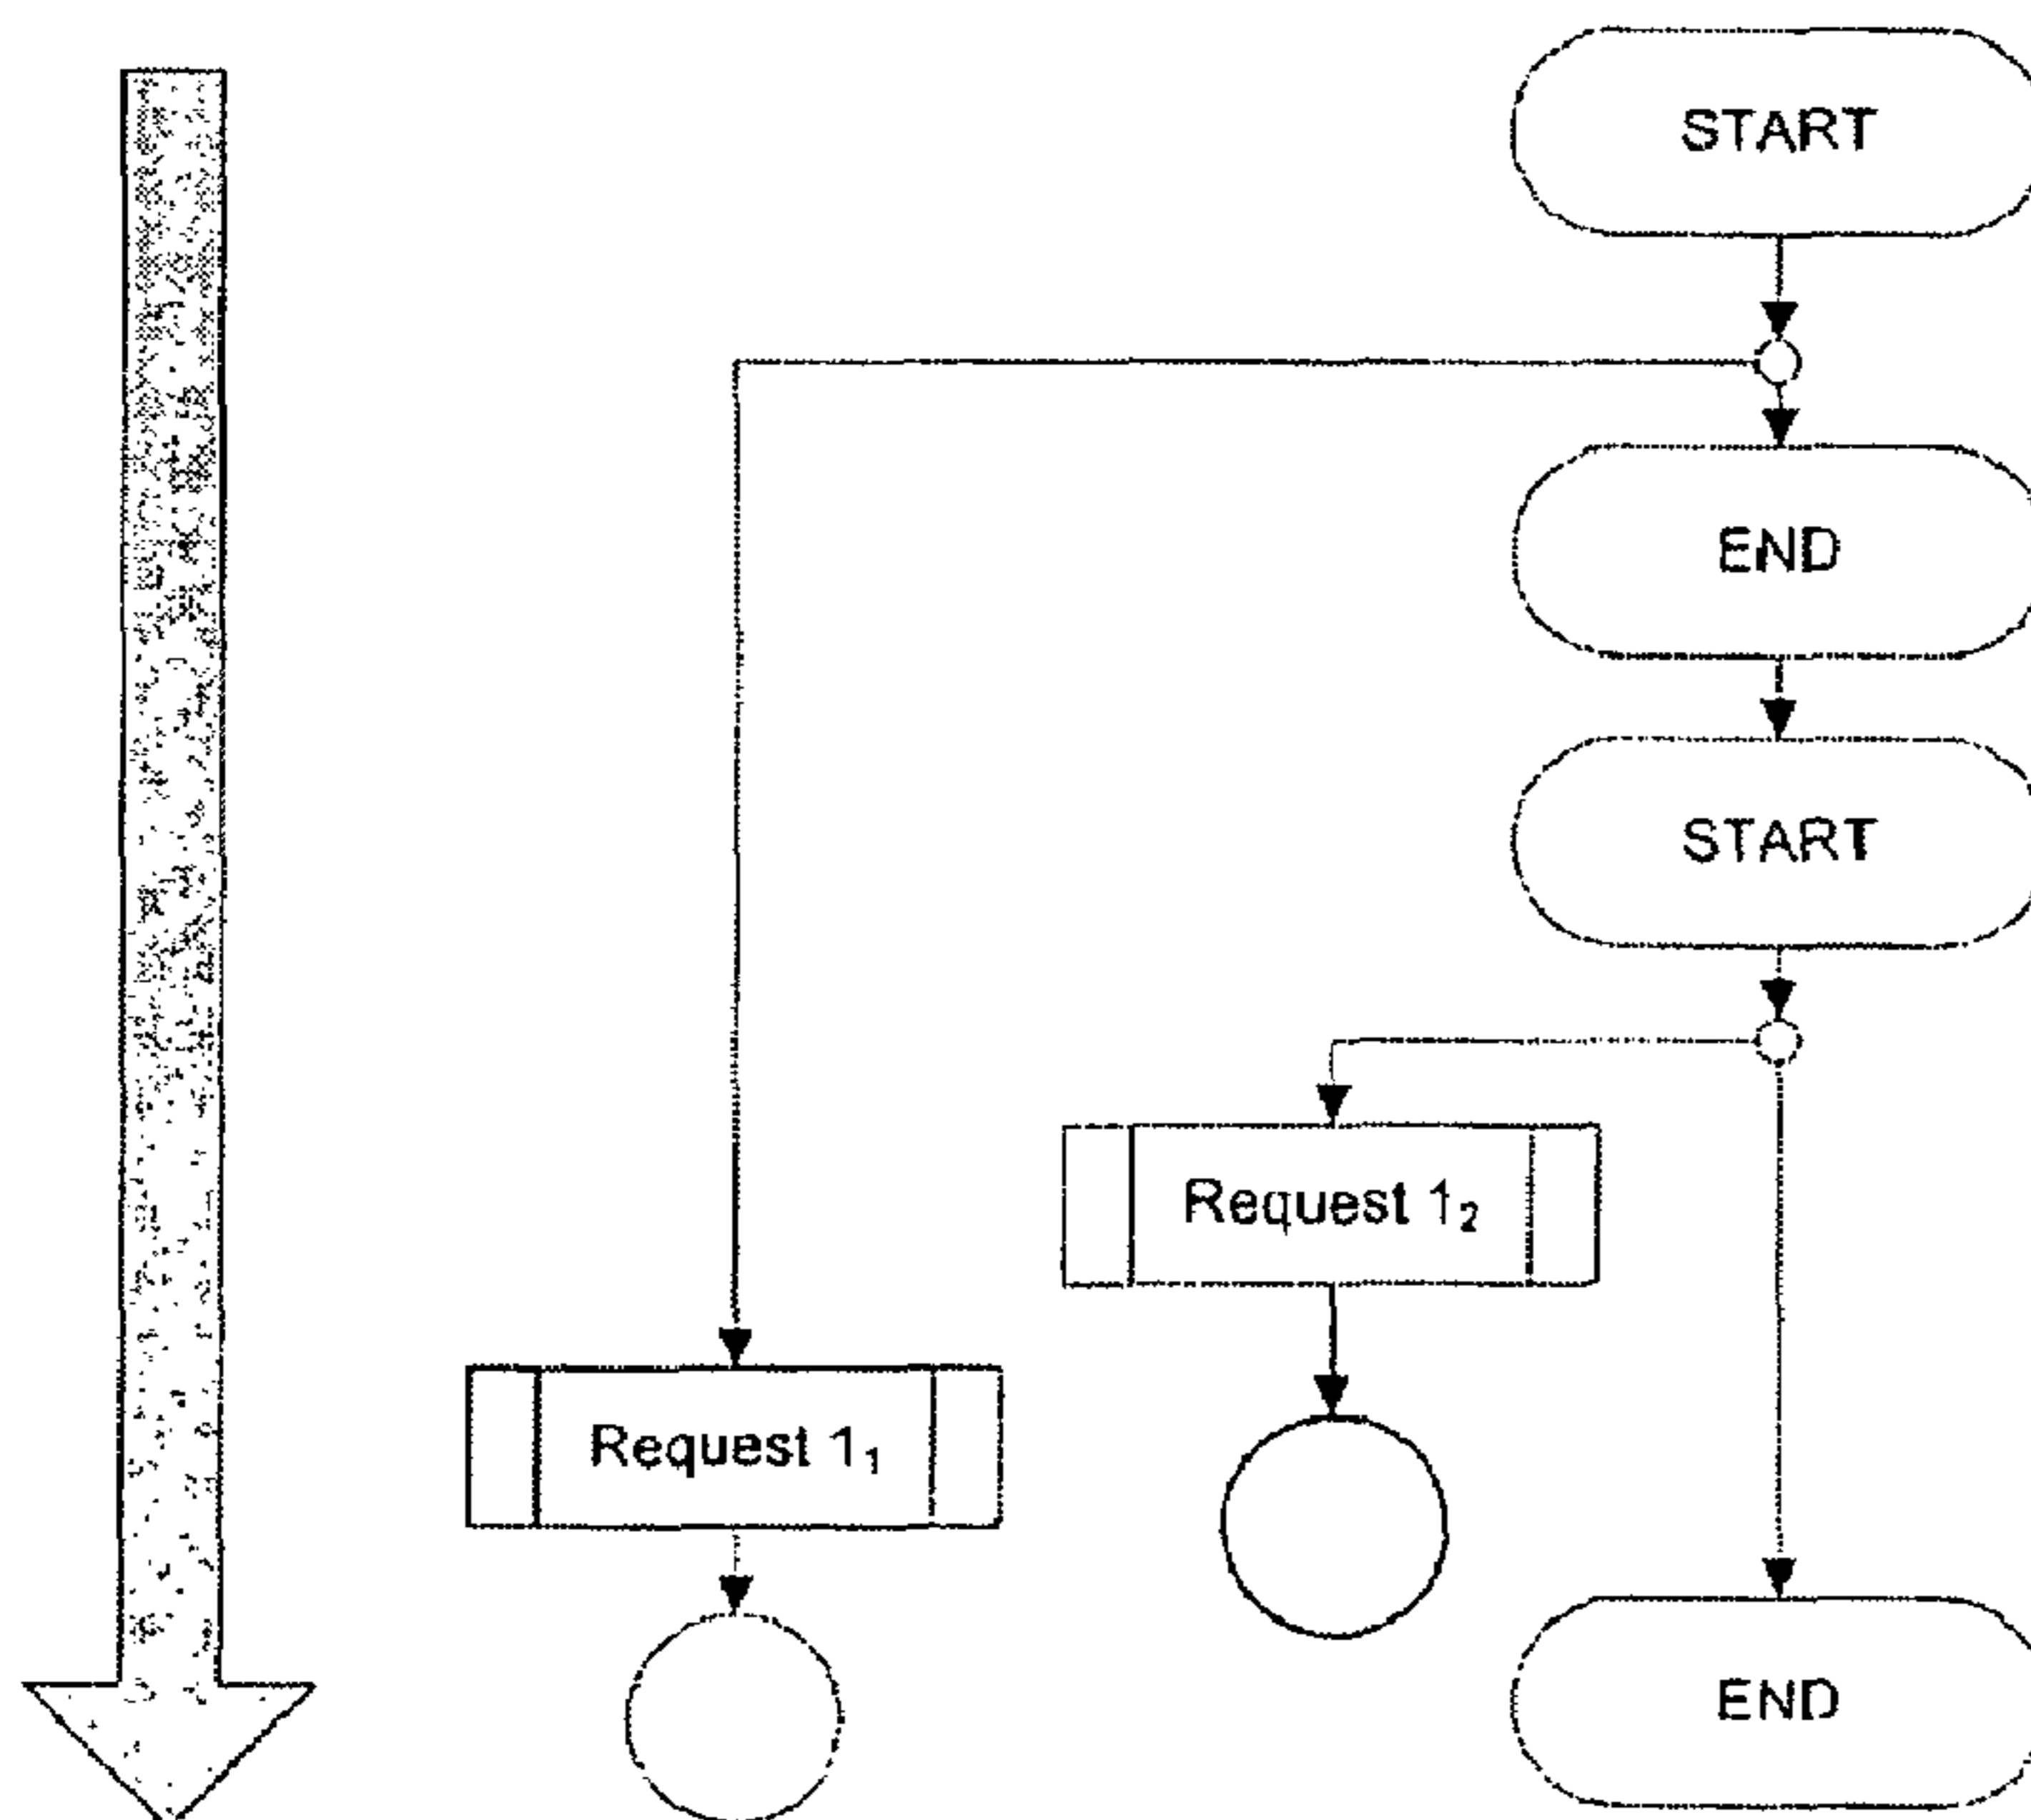 START
END
START
Request 1₂
Request 1₁
END